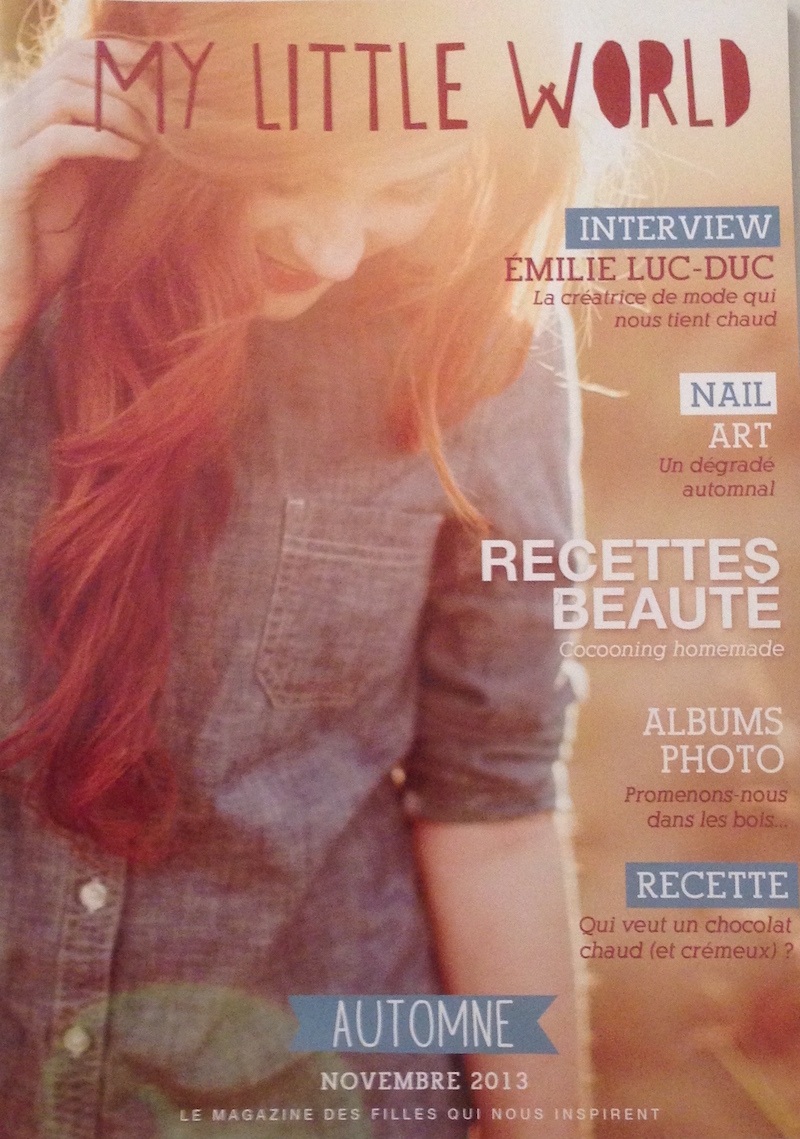 MY LITTLE WORLD
INTERVIEW
ÉMILIE LUC-DUC
La créatrice de mode qui
nous tient chaud
NAIL
ART
Un dégradé
automnal
RECETTES
BEAUTÉ
Cocooning homemade
ALBUMS
PHOTO
Promenons-nous
dans les bois...
RECETTE
Qui veut un chocolat
chaud (et crémeux) ?
AUTOMNE
NOVEMBRE 2013
LE MAGAZINE DES FILLES QUI NOUS INSPIRENT